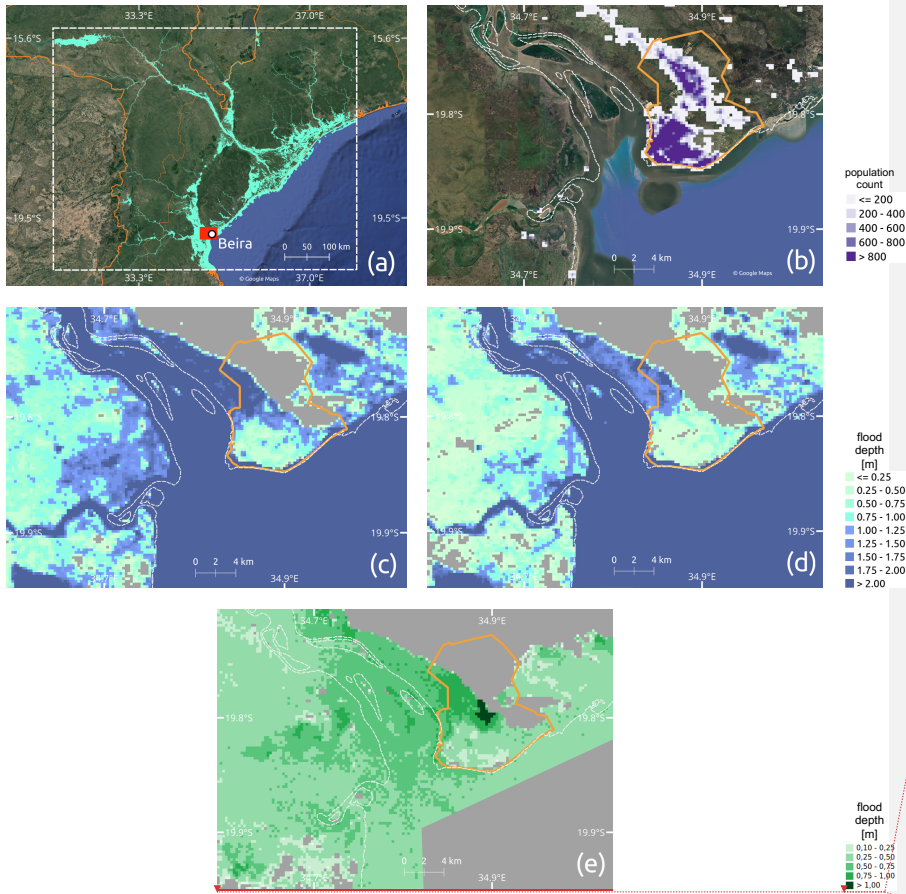 33.3°E
37.0°E
15.6°S
15.6°S
19.5°S
19.5°S
Beira
0 50 100 km
© Google Maps
33.3°E
37.0°E
(a)
34.7°E
34.9°E
19.8°S
19.8°S
19.9°S
19.9°S
0 2 4 km
© Google Maps
34.7°E
34.9°E
(b)
population
count
<= 200
200 - 400
400 - 600
600 - 800
> 800
34.7°E
34.9°E
19.8°S
19.8°S
19.9°S
19.9°S
0 2 4 km
34.7°E
34.9°E
(c)
34.7°E
34.9°E
19.8°S
19.8°S
19.9°S
19.9°S
0 2 4 km
34.7°E
34.9°E
(d)
flood
depth
[m]
<= 0.25
0.25 - 0.50
0.50 - 0.75
0.75 - 1.00
1.00 - 1.25
1.25 - 1.50
1.50 - 1.75
1.75 - 2.00
> 2.00
34.7°E
34.9°E
19.8°S
19.8°S
19.9°S
19.9°S
0 2 4 km
34.9°E
(e)
flood
depth
[m]
0,10 - 0,25
0,25 - 0,50
0,50 - 0,75
0,75 - 1,00
> 1,00